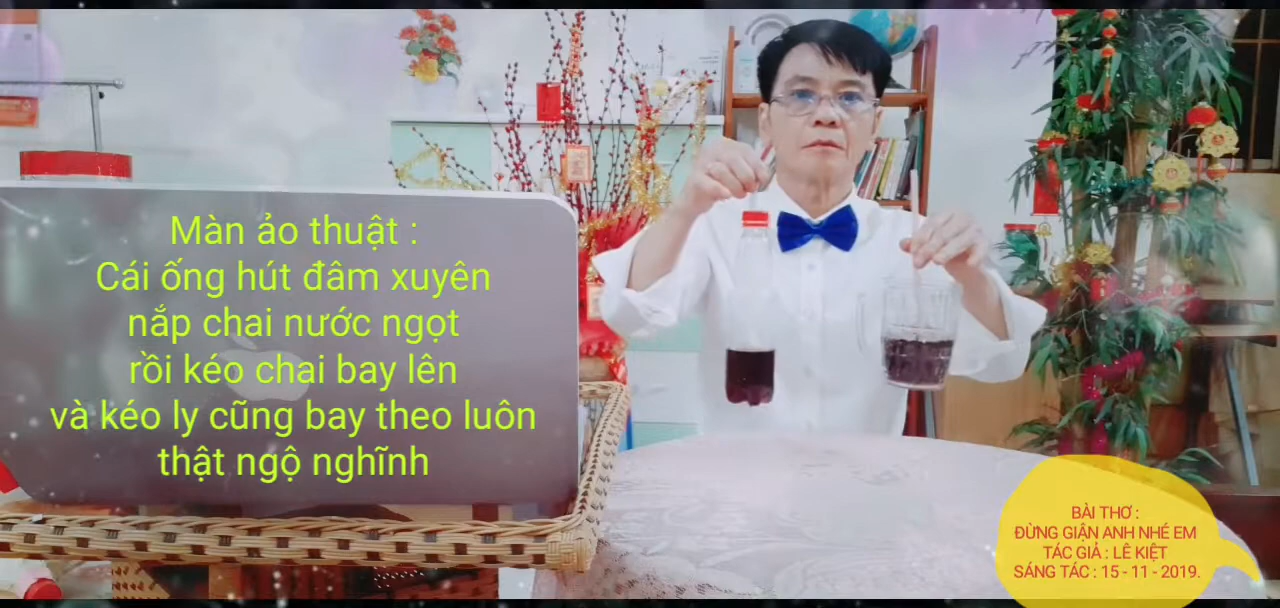 Màn ảo thuật :
Cái ống hút đâm xuyên
nắp chai nước ngọt
rồi kéo chai bay lên
và kéo ly cũng bay theo luôn
thật ngộ nghĩnh
BÀI THƠ :
ĐỪNG GIẬN ANH NHÉ EM
TÁC GIẢ : LÊ KIỆT
SÁNG TÁC : 15 - 11 - 2019.